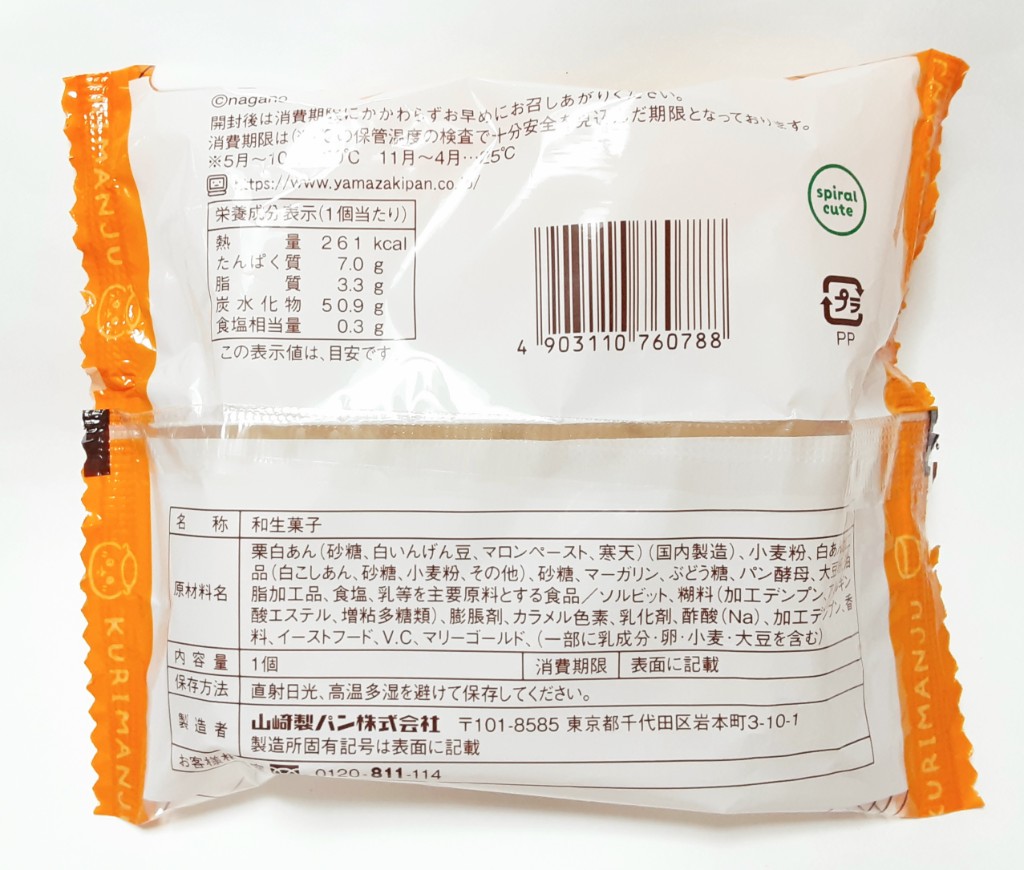 ©nagano
開封後は消費期限にかかわらずお早めにお召しあがりください。
消費期限は の保管温度の検査で十分安全を見込んだ期限となっております。
※5月～ ℃ 11月～4月…25℃
https://www.yamazakipan.co.jp/
栄養成分表示(1個当たり)
熱量 261 kcal
たんぱく質 7.0 g
脂質 3.3 g
炭水化物 50.9 g
食塩相当量 0.3 g
この表示値は、目安です
4 903110 760788
spiral
cute
プラ
PP
KURIMANJU
KURIMANJU
KURIMANJU
名称 和生菓子
原材料名
栗白あん(砂糖、白いんげん豆、マロンペースト、寒天)(国内製造)、小麦粉、白あん
品(白こしあん、砂糖、小麦粉、その他)、砂糖、マーガリン、ぶどう糖、パン酵母、大豆粉、油
脂加工品、食塩、乳等を主要原料とする食品／ソルビット、糊料(加工デンプン、アルギン
酸エステル、増粘多糖類)、膨脹剤、カラメル色素、乳化剤、酢酸(Na)、加工デンプン、香
料、イーストフード、V.C、マリーゴールド、(一部に乳成分・卵・小麦・大豆を含む)
内容量 1個 消費期限 表面に記載
保存方法 直射日光、高温多湿を避けて保存してください。
製造者 山﨑製パン株式会社 〒101-8585 東京都千代田区岩本町3-10-1
製造所固有記号は表面に記載
お客様 0120-811-114